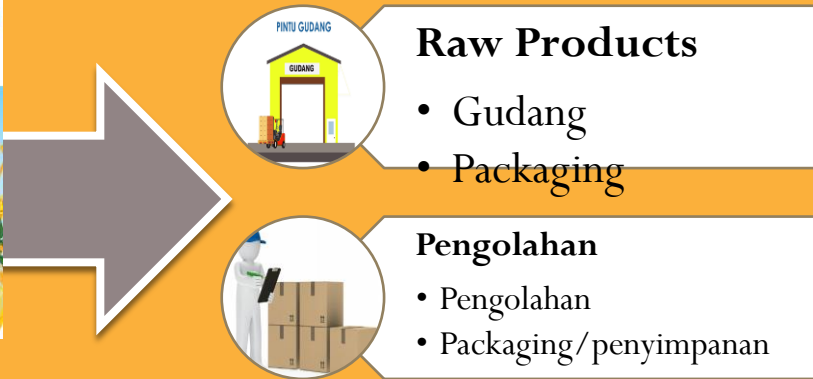 PINTU GUDANG
GUDANG
Raw Products
• Gudang
• Packaging
Pengolahan
• Pengolahan
• Packaging/penyimpanan